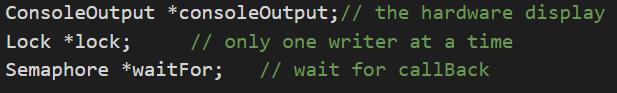 ConsoleOutput *consoleOutput;// the hardware display
Lock *lock;     // only one writer at a time
Semaphore *waitFor;   // wait for callBack